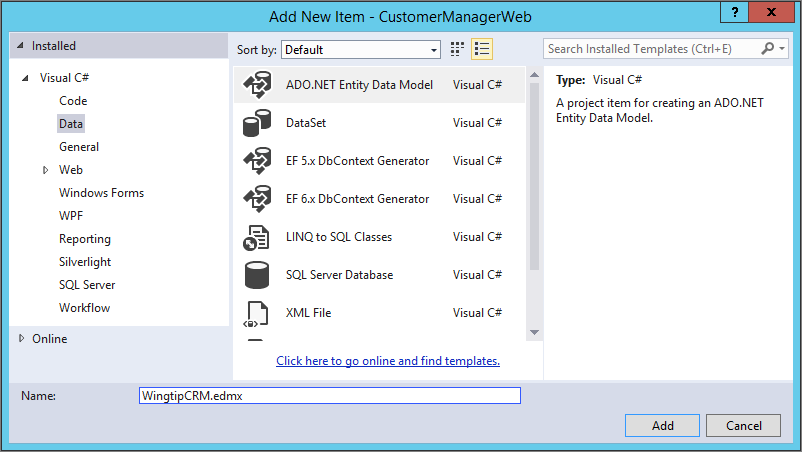 Add New Item - CustomerManagerWeb
?
X
Installed
Sort by: Default
Search Installed Templates (Ctrl+E)
Visual C#
Code
Data
General
Web
Windows Forms
WPF
Reporting
Silverlight
SQL Server
Workflow
Online
ADO.NET Entity Data Model Visual C#
DataSet Visual C#
EF 5.x DbContext Generator Visual C#
EF 6.x DbContext Generator Visual C#
LINQ to SQL Classes Visual C#
SQL Server Database Visual C#
XML File Visual C#
Click here to go online and find templates.
Type: Visual C#
A project item for creating an ADO.NET
Entity Data Model.
Name: WingtipCRM.edmx
Add Cancel